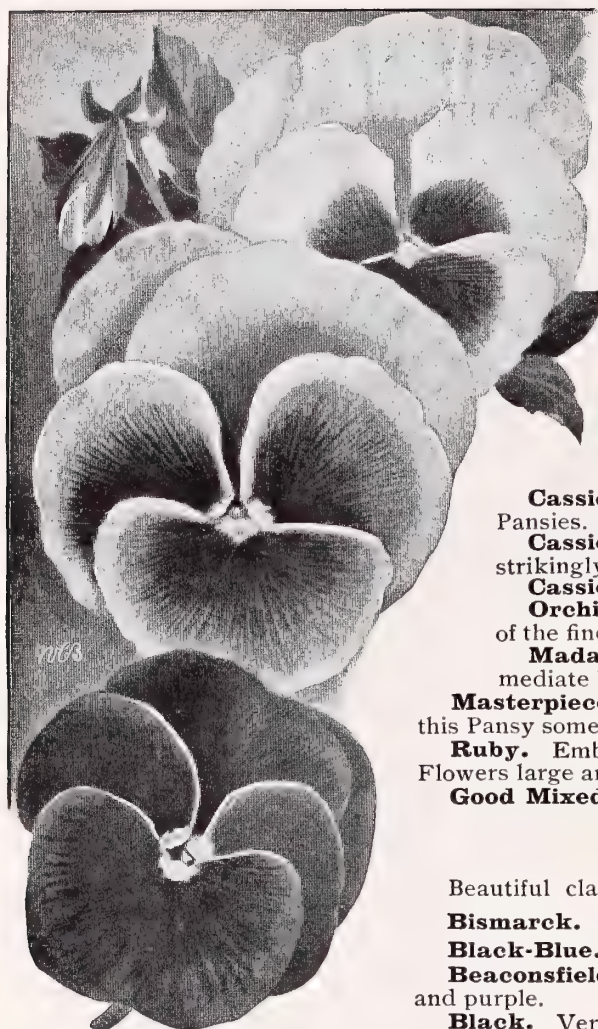 Cassie
Pansies.
Cassie
strikingly
Cassie
Orchi
of the fine
Mada
mediate
Masterpiece
this Pansy some
Ruby. Emb
Flowers large a
Good Mixed
Beautiful cla
Bismarck.
Black-Blue.
Beaconsfield
and purple.
Black. Ver